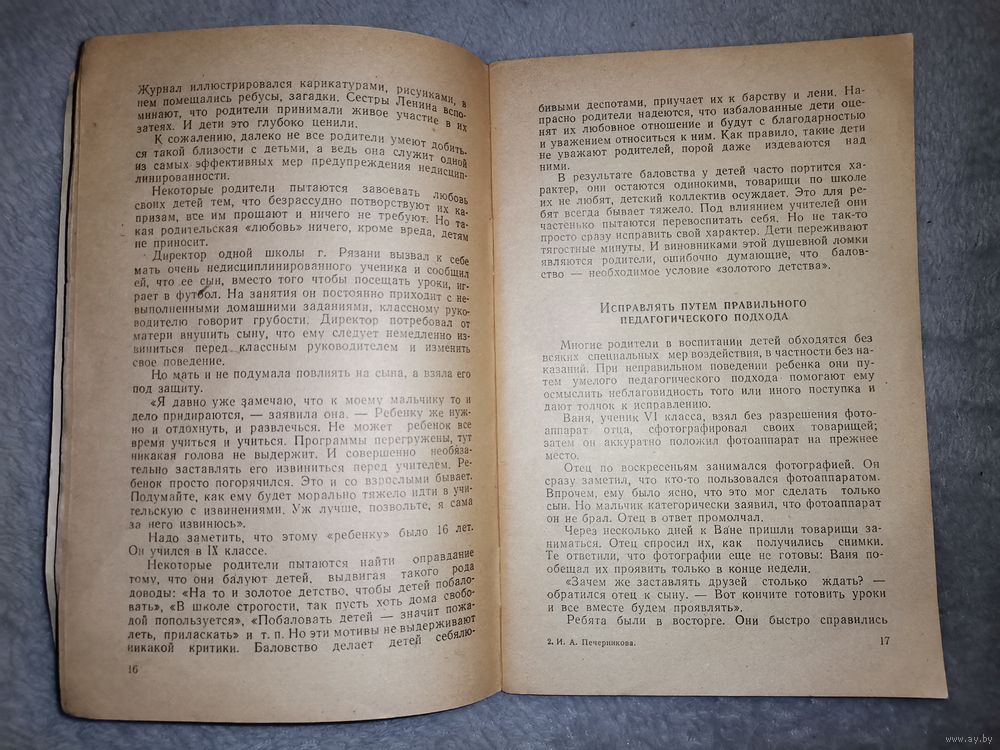 Журнал иллюстрировался карикатурами, рисунками, в
нем помещались ребусы, загадки. Сестры Ленина вспо-
минают, что родители принимали живое участие в их
затеях. И дети это глубоко ценили.
К сожалению, далеко не все родители умеют добить-
ся такой близости с детьми, а ведь она служит одной
из самых эффективных мер предупреждения недисцип-
линированности.
Некоторые родители пытаются завоевать любовь
своих детей тем, что безрассудно потворствуют их ка-
призам, все им прощают и ничего не требуют. Но та-
кая родительская «любовь» ничего, кроме вреда, детям
не приносит.
Директор одной школы г. Рязани вызвал к себе
мать очень недисциплинированного ученика и сообщил
ей, что ее сын, вместо того чтобы посещать уроки, иг-
рает в футбол. На занятия он постоянно приходит с не-
выполненными домашними заданиями, классному руко-
водителю говорит грубости. Директор потребовал от
матери внушить сыну, что ему следует немедленно из-
виниться перед классным руководителем и изменить
свое поведение.
Но мать и не подумала повлиять на сына, а взяла его
под защиту.
«Я давно уже замечаю, что к моему мальчику то и
дело придираются, — заявила она. — Ребенку же нуж-
но и отдохнуть, и развлечься. Не может ребенок все
время учиться и учиться. Программы перегружены, тут
никакая голова не выдержит. И совершенно необяза-
тельно заставлять его извиниться перед учителем. Ре-
бенок просто погорячился. Это и со взрослыми бывает.
Подумайте, как ему будет морально тяжело идти в учи-
тельскую с извинениями. Уж лучше, позвольте, я сама
за него извинюсь».
Надо заметить, что этому «ребенку» было 16 лет.
Он учился в IX классе.
Некоторые родители пытаются найти оправдание
тому, что они балуют детей, выдвигая такого рода
доводы: «На то и золотое детство, чтобы детей побало-
вать», «В школе строгости, так пусть хоть дома свобо-
дой попользуется», «Побаловать детей — значит пожа-
леть, приласкать» и т. п. Но эти мотивы не выдерживают
никакой критики. Баловство делает детей себялю-
16
бивыми деспотами, приучает их к барству и лени. На-
прасно родители надеются, что избалованные дети оце-
нят их любовное отношение и будут с благодарностью
и уважением относиться к ним. Как правило, такие дети
не уважают родителей, порой даже издеваются над
ними.
В результате баловства у детей часто портится ха-
рактер, они остаются одинокими, товарищи по школе
их не любят, детский коллектив осуждает. Это для ре-
бят всегда бывает тяжело. Под влиянием учителей они
частенько пытаются перевоспитать себя. Но не так-то
просто сразу исправить свой характер. Дети переживают
тягостные минуты. И виновниками этой душевной ломки
являются родители, ошибочно думающие, что балов-
ство — необходимое условие «золотого детства».
Исправлять путем правильного
педагогического подхода
Многие родители в воспитании детей обходятся без
всяких специальных мер воздействия, в частности без на-
казаний. При неправильном поведении ребенка они пу-
тем умелого педагогического подхода помогают ему
осмыслить неблаговидность того или иного поступка и
дают толчок к исправлению.
Ваня, ученик VI класса, взял без разрешения фото-
аппарат отца, сфотографировал своих товарищей;
затем он аккуратно положил фотоаппарат на прежнее
место.
Отец по воскресеньям занимался фотографией. Он
сразу заметил, что кто-то пользовался фотоаппаратом.
Впрочем, ему было ясно, что это мог сделать только
сын. Но мальчик категорически заявил, что фотоаппарат
он не брал. Отец в ответ промолчал.
Через несколько дней к Ване пришли товарищи за-
ниматься. Отец спросил их, как получились снимки.
Те ответили, что фотографии еще не готовы: Ваня по-
обещал их проявить только в конце недели.
«Зачем же заставлять друзей столько ждать? —
обратился отец к сыну. — Вот кончите готовить уроки
и все вместе будем проявлять».
Ребята были в восторге. Они быстро справились
2. И. А. Печерникова.
17
www.ay.by